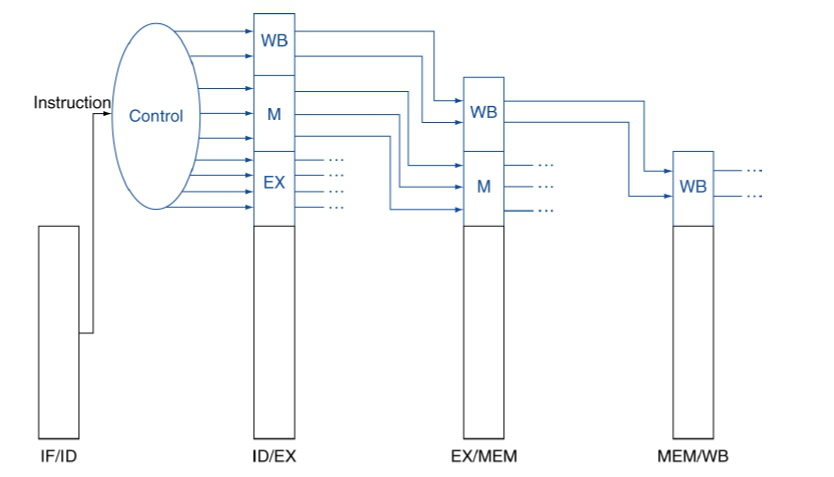 WB
Instruction
Control
M
WB
EX
M
WB
IF/ID
ID/EX
EX/MEM
MEM/WB